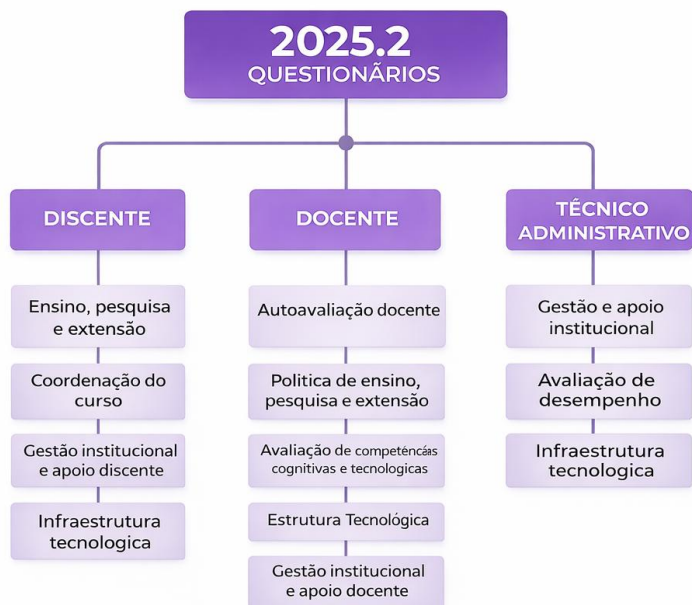 2025.2
QUESTIONÃRIOS
DISCENTE
Ensino, pesquisa
e extensão
Coordenação do
curso
Gestão institucional
e apoio discente
Infraestrutura
tecnologica
DOCENTE
Autoavaliação docente
Politica de ensino,
pesquisa e extensão
Avaliação de competéncias
cognitivas e tecnologicas
Estrutura Tecnológica
Gestão institucional
e apoio docente
TÉCNICO
ADMINISTRATIVO
Gestão e apoio
institucional
Avaliação de
desempenho
Infraestrutura
tecnologica